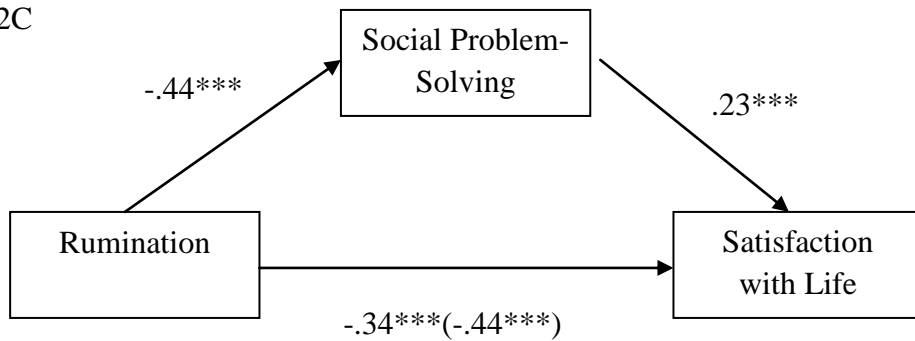 2C
Social Problem-
Solving
-.44***
.23***
Rumination
Satisfaction
with Life
-.34***(-.44***)